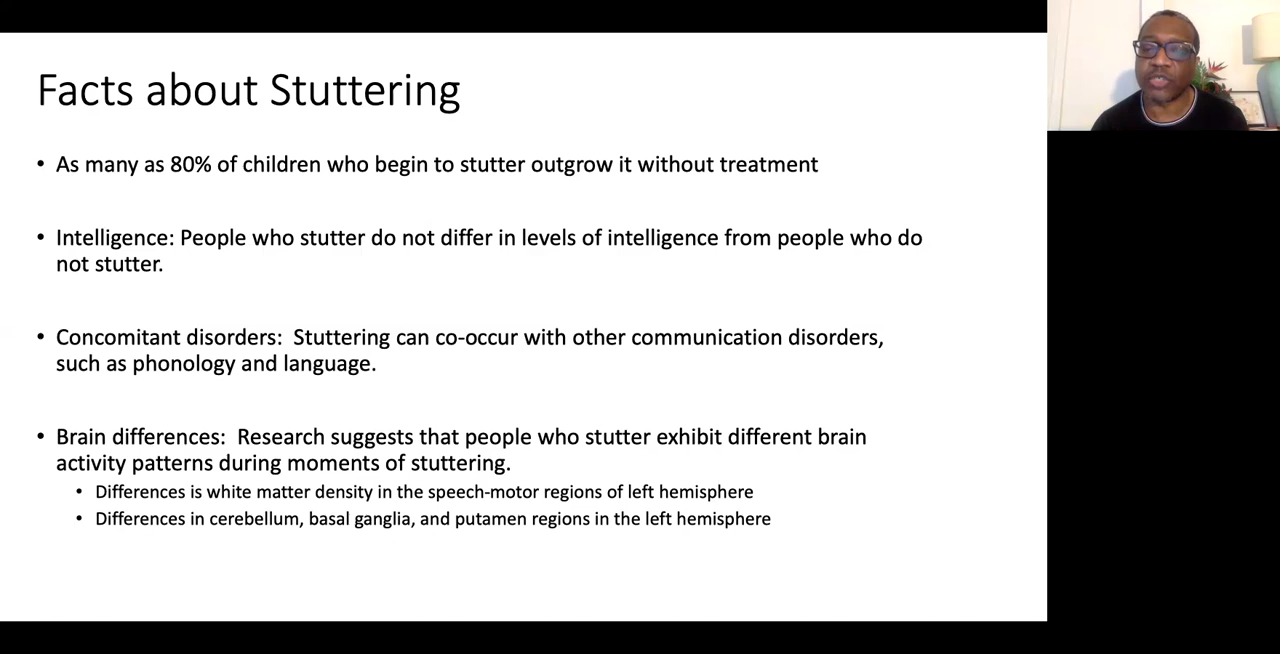 Facts about Stuttering
• As many as 80% of children who begin to stutter outgrow it without treatment
• Intelligence: People who stutter do not differ in levels of intelligence from people who do
not stutter.
• Concomitant disorders:  Stuttering can co-occur with other communication disorders,
such as phonology and language.
• Brain differences:  Research suggests that people who stutter exhibit different brain
activity patterns during moments of stuttering.
• Differences is white matter density in the speech-motor regions of left hemisphere
• Differences in cerebellum, basal ganglia, and putamen regions in the left hemisphere